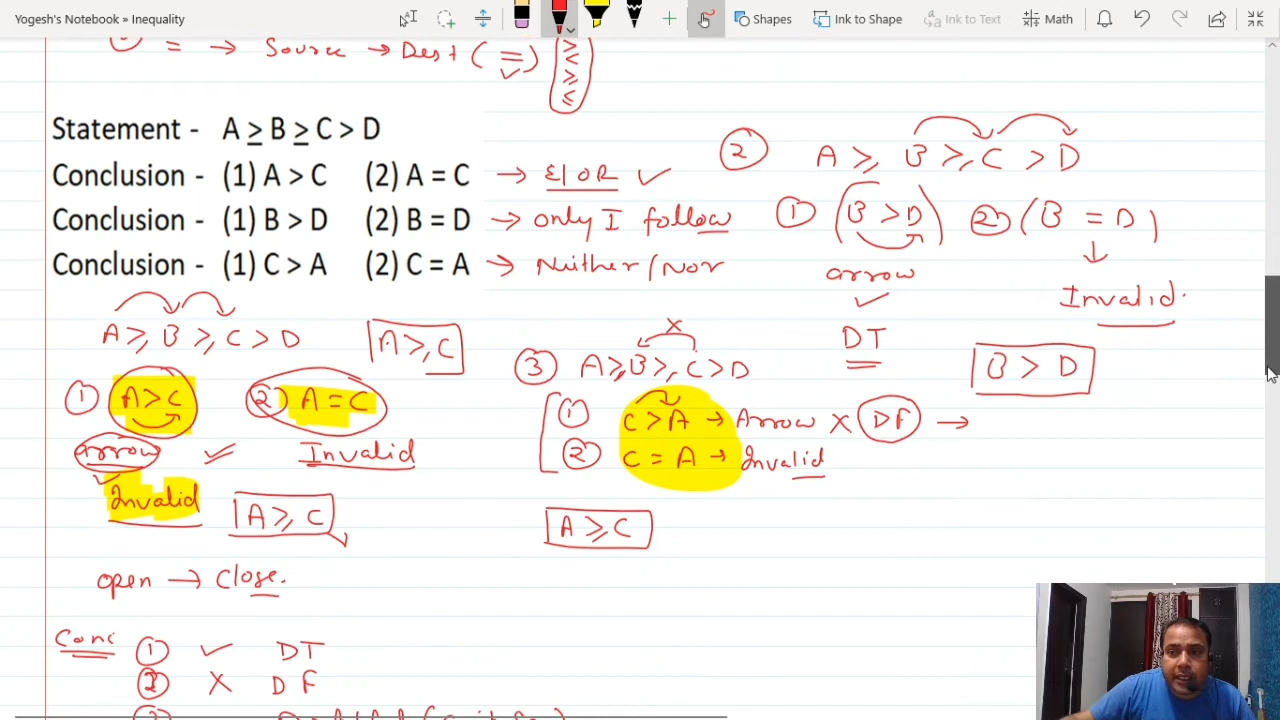 Yogesh's Notebook » Inequality
Shapes
Ink to Shape
Ink to Text
Math
= → Source → Dest ( = ) > < ≥ ≤
Statement - A ≥ B ≥ C > D
Conclusion - (1) A > C (2) A = C → E/OR ✓
Conclusion - (1) B > D (2) B = D → only I follow
Conclusion - (1) C > A (2) C = A → Neither/Nor
② A ≥ B ≥ C > D
① (B > D) ② (B = D)
arrow ↓
✓ Invalid.
DT
B > D
A ≥ B ≥ C > D A ≥ C
① A > C ② A = C
arrow ✓ Invalid
✓
Invalid A ≥ C
open → Close.
③ A ≥ B ≥ C > D
X
① C > A → Arrow X DF →
② C = A → Invalid
A ≥ C
Conc ① ✓ DT
② X DF